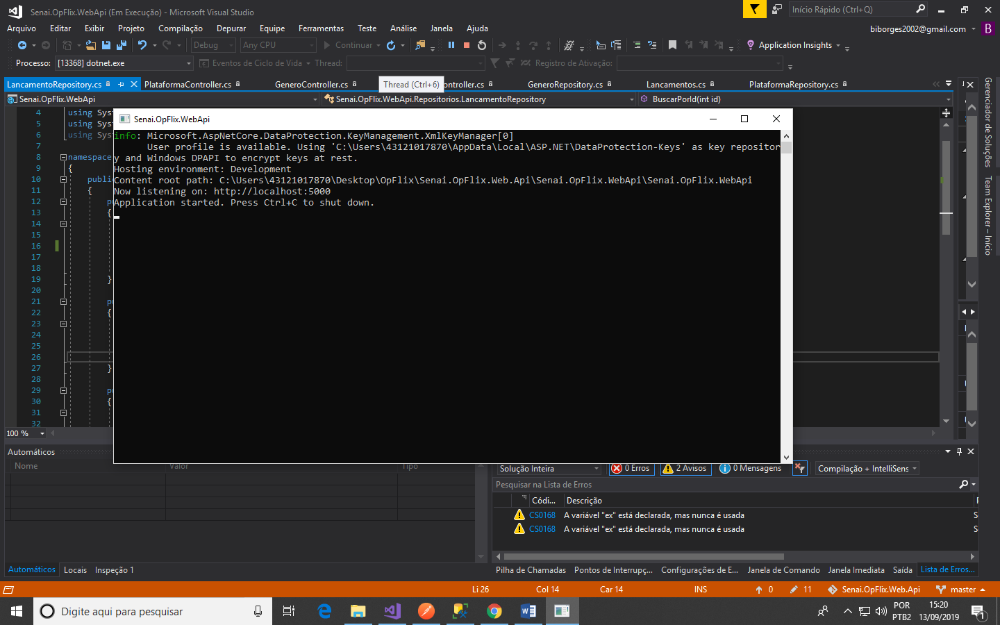 Senai.OpFlix.WebApi (Em Execução) - Microsoft Visual Studio
Início Rápido (Ctrl+Q)
Arquivo Editar Exibir Projeto Compilação Depurar Equipe Ferramentas Teste Análise Janela Ajuda
biborges2002@gmail.com B
Debug Any CPU Continuar Application Insights
Processo: [13368] dotnet.exe Eventos de Ciclo de Vida Thread: Registro de Ativação:
LancamentoRepository.cs PlataformaController.cs GeneroController.cs Thread (Ctrl+6) ontroller.cs GeneroRepository.cs Lancamentos.cs PlataformaRepository.cs
Senai.OpFlix.WebApi Senai.OpFlix.WebApi.Repositorios.LancamentoRepository BuscarPorId(int id)
4 using Sys
5 using Sys
6 using Sys
7
8 namespace
9 {
10 public
11 {
12 pu
13 {
14
15
16
17
18
19 }
20
21 pu
22 {
23
24
25
26
27 }
28
29 pu
30 {
31
32
Senai.OpFlix.WebApi
info: Microsoft.AspNetCore.DataProtection.KeyManagement.XmlKeyManager[0]
User profile is available. Using 'C:\Users\43121017870\AppData\Local\ASP.NET\DataProtection-Keys' as key repositor
y and Windows DPAPI to encrypt keys at rest.
Hosting environment: Development
Content root path: C:\Users\43121017870\Desktop\OpFlix\Senai.OpFlix.Web.Api\Senai.OpFlix.WebApi\Senai.OpFlix.WebApi
Now listening on: http://localhost:5000
Application started. Press Ctrl+C to shut down.
Gerenciador de Soluções
Team Explorer – Início
100 %
Automáticos
Nome Valor Tipo
Solução Inteira 0 Erros 2 Avisos 0 Mensagens Compilação + IntelliSens
Pesquisar na Lista de Erros
Códi... Descrição
CS0168 A variável "ex" está declarada, mas nunca é usada
CS0168 A variável "ex" está declarada, mas nunca é usada
Automáticos Locais Inspeção 1
Pilha de Chamadas Pontos de Interrupç... Configurações de E... Janela de Comando Janela Imediata Saída Lista de Erros...
Li 26 Col 14 Car 14 INS 0 11 Senai.OpFlix.Web.Api master
Digite aqui para pesquisar
POR
PTB2
15:20
13/09/2019
1